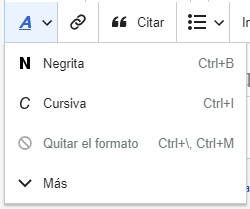 A Citar In
N Negrita Ctrl+B
C Cursiva Ctrl+I
Quitar el formato Ctrl+\, Ctrl+M
Más